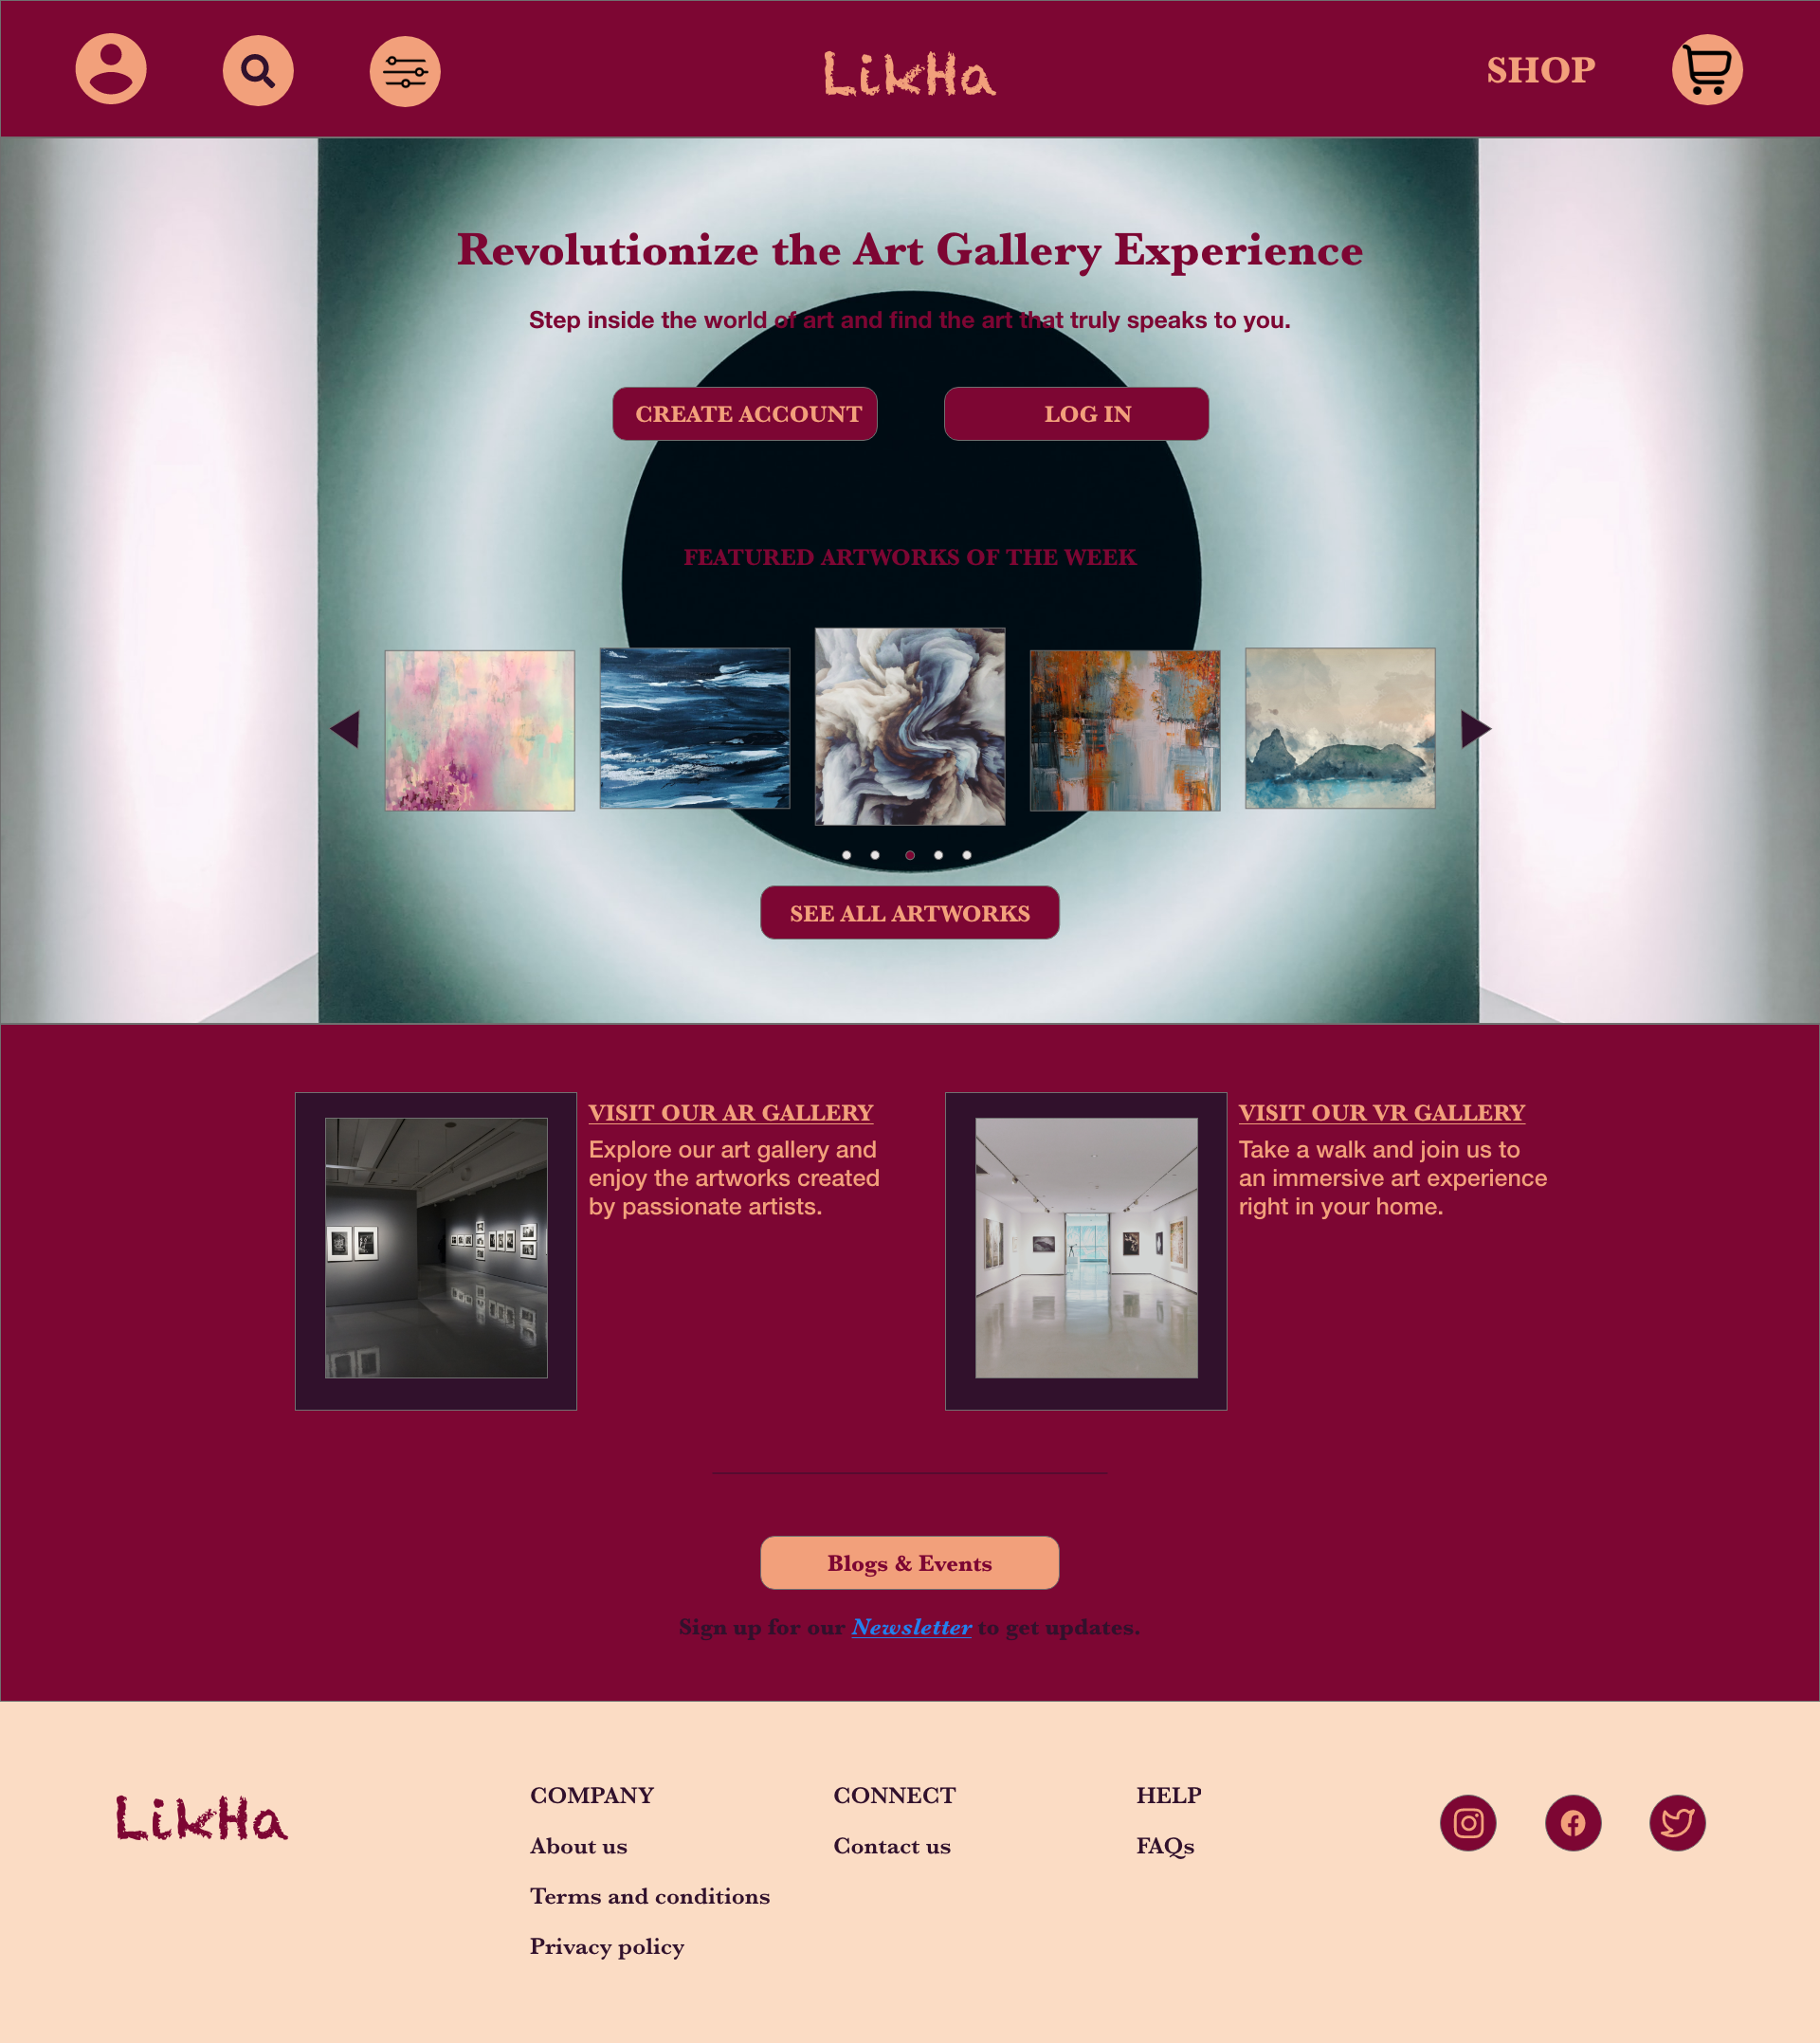 LikHa
SHOP
Revolutionize the Art Gallery Experience
Step inside the world of art and find the art that truly speaks to you.
CREATE ACCOUNT
LOG IN
FEATURED ARTWORKS OF THE WEEK
SEE ALL ARTWORKS
VISIT OUR AR GALLERY
Explore our art gallery and
enjoy the artworks created
by passionate artists.
VISIT OUR VR GALLERY
Take a walk and join us to
an immersive art experience
right in your home.
Blogs & Events
Sign up for our Newsletter to get updates.
LikHa
COMPANY
About us
Terms and conditions
Privacy policy
CONNECT
Contact us
HELP
FAQs